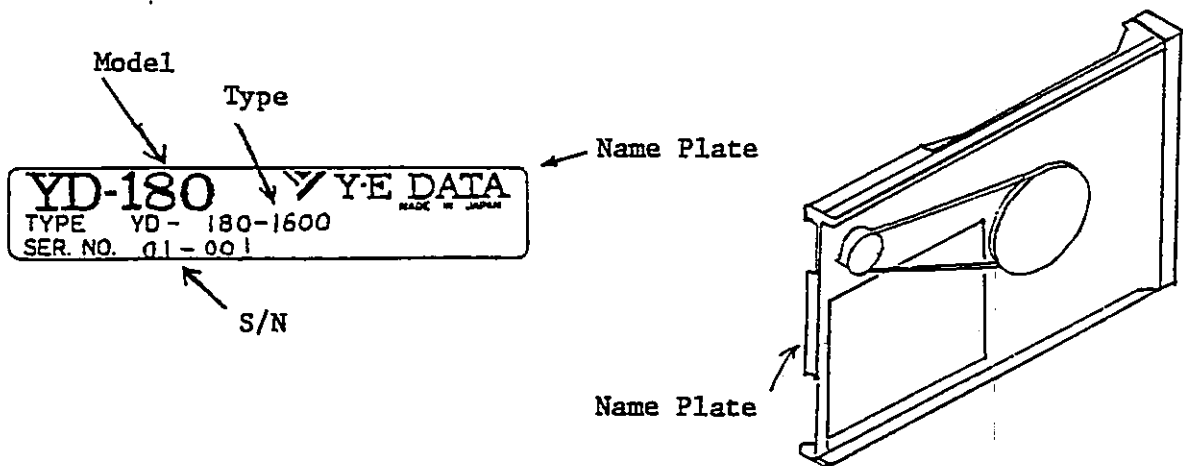 Model
Type
Name Plate
YD-180 Y-E DATA
MADE IN JAPAN
TYPE YD- 180-1600
SER. NO. 01-001
S/N
Name Plate